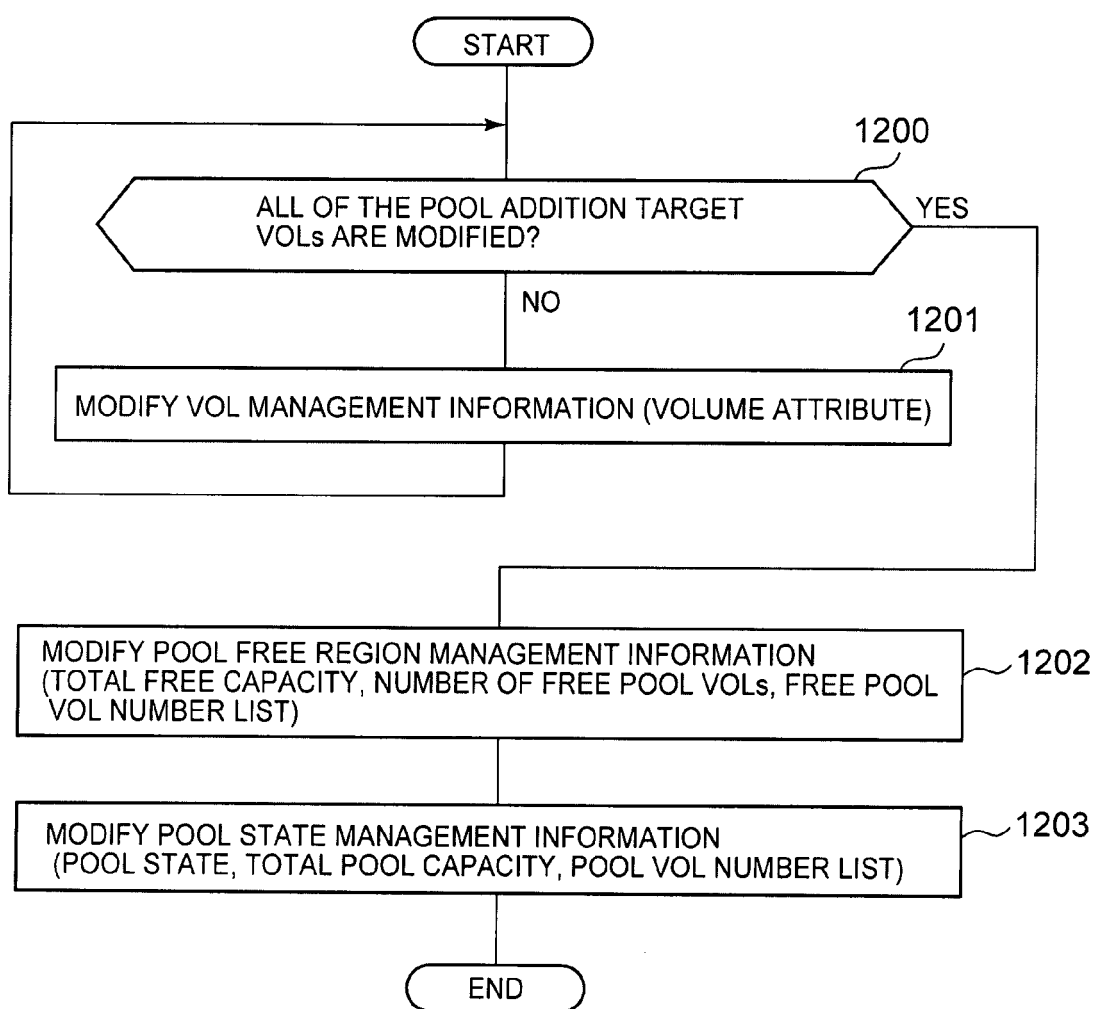 START
1200
ALL OF THE POOL ADDITION TARGET
VOLs ARE MODIFIED?
YES
NO
1201
MODIFY VOL MANAGEMENT INFORMATION (VOLUME ATTRIBUTE)
MODIFY POOL FREE REGION MANAGEMENT INFORMATION
(TOTAL FREE CAPACITY, NUMBER OF FREE POOL VOLs, FREE POOL
VOL NUMBER LIST)
1202
MODIFY POOL STATE MANAGEMENT INFORMATION
(POOL STATE, TOTAL POOL CAPACITY, POOL VOL NUMBER LIST)
1203
END